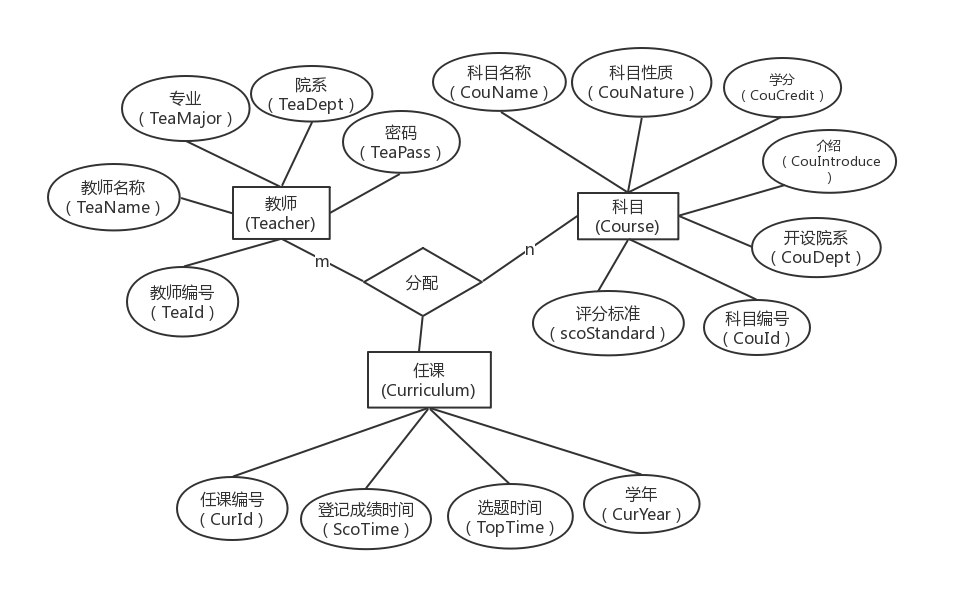 专业
( TeaMajor )
院系
( TeaDept )
密码
( TeaPass )
教师名称
( TeaName )
教师
(Teacher)
教师编号
( TeaId )
科目名称
( CouName )
科目性质
( CouNature )
学分
( CouCredit )
介绍
( CouIntroduce
)
科目
(Course)
开设院系
( CouDept )
评分标准
( scoStandard )
科目编号
( CouId )
m
n
分配
任课
(Curriculum)
任课编号
( CurId )
登记成绩时间
( ScoTime )
选题时间
( TopTime )
学年
( CurYear )